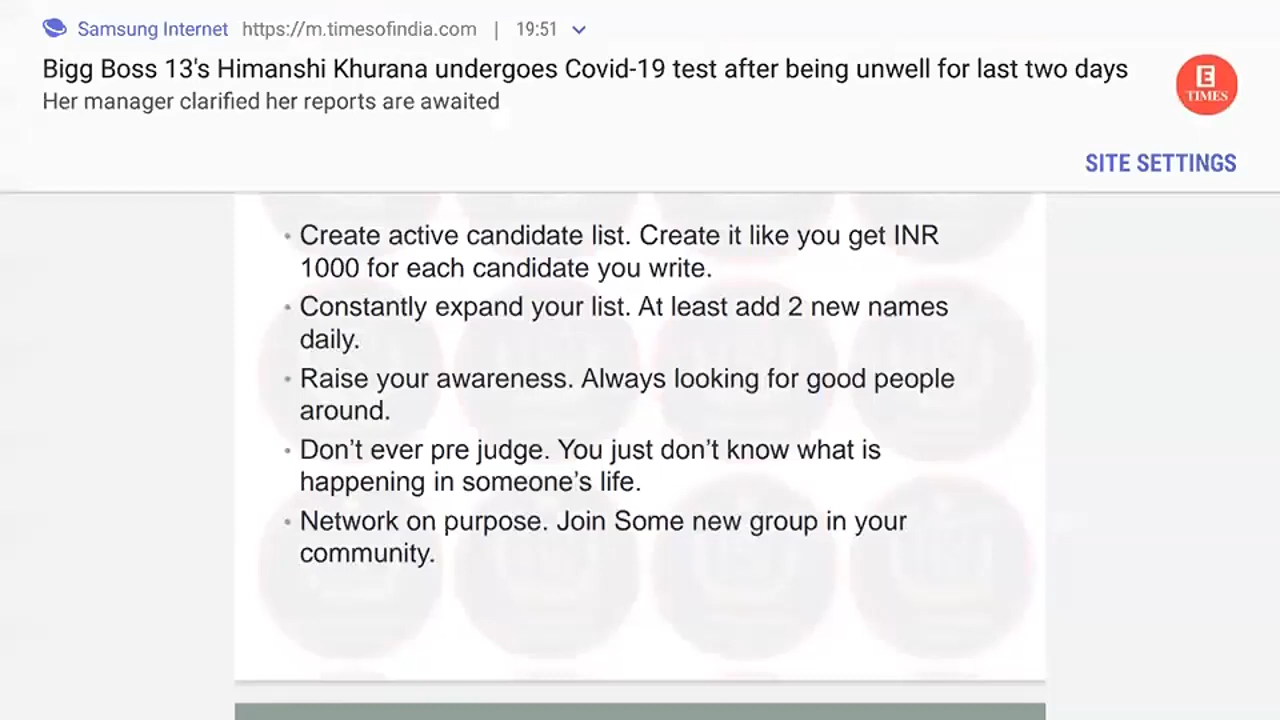 Samsung Internet https://m.timesofindia.com | 19:51
Bigg Boss 13's Himanshi Khurana undergoes Covid-19 test after being unwell for last two days
Her manager clarified her reports are awaited
E
TIMES
SITE SETTINGS
• Create active candidate list. Create it like you get INR
1000 for each candidate you write.
• Constantly expand your list. At least add 2 new names
daily.
• Raise your awareness. Always looking for good people
around.
• Don’t ever pre judge. You just don’t know what is
happening in someone’s life.
• Network on purpose. Join Some new group in your
community.